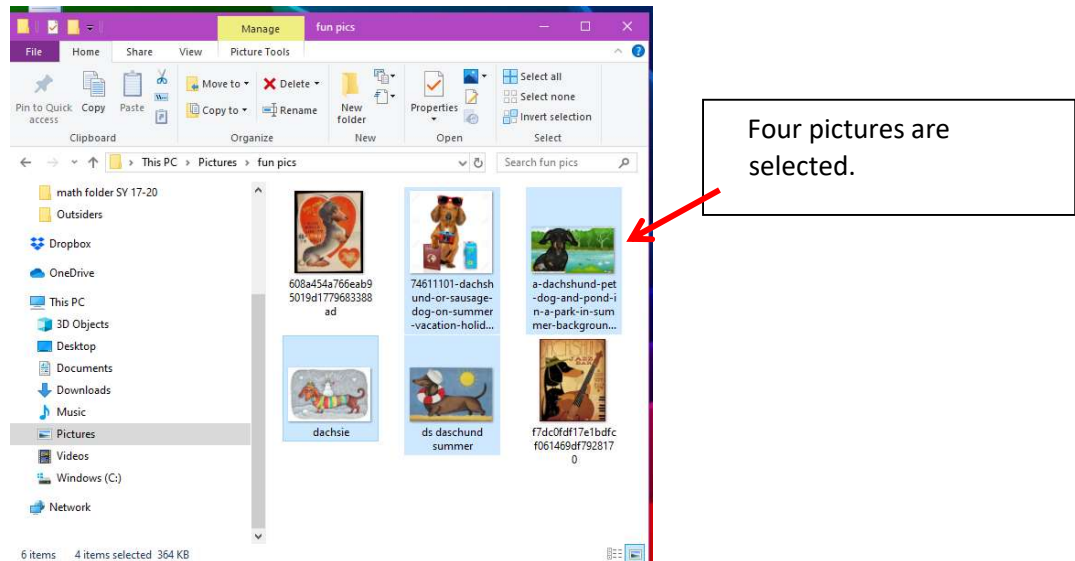 Manage fun pics
File Home Share View Picture Tools
Pin to Quick access
Copy
Paste
Move to
Copy to
Delete
Rename
New folder
Properties
Select all
Select none
Invert selection
Clipboard Organize New Open Select
This PC > Pictures > fun pics
Search fun pics
math folder SY 17-20
Outsiders
Dropbox
OneDrive
This PC
3D Objects
Desktop
Documents
Downloads
Music
Pictures
Videos
Windows (C:)
Network
608a454a766eab9
5019d1779683388
ad
74611101-dachsh
und-or-sausage-
dog-on-summer
-vacation-holid...
a-dachshund-pet
-dog-and-pond-i
n-a-park-in-sum
mer-backgroun...
dachsie
ds daschund
summer
f7dc0fdf17e1bdfc
f061469df792817
0
6 items 4 items selected 364 KB
Four pictures are
selected.